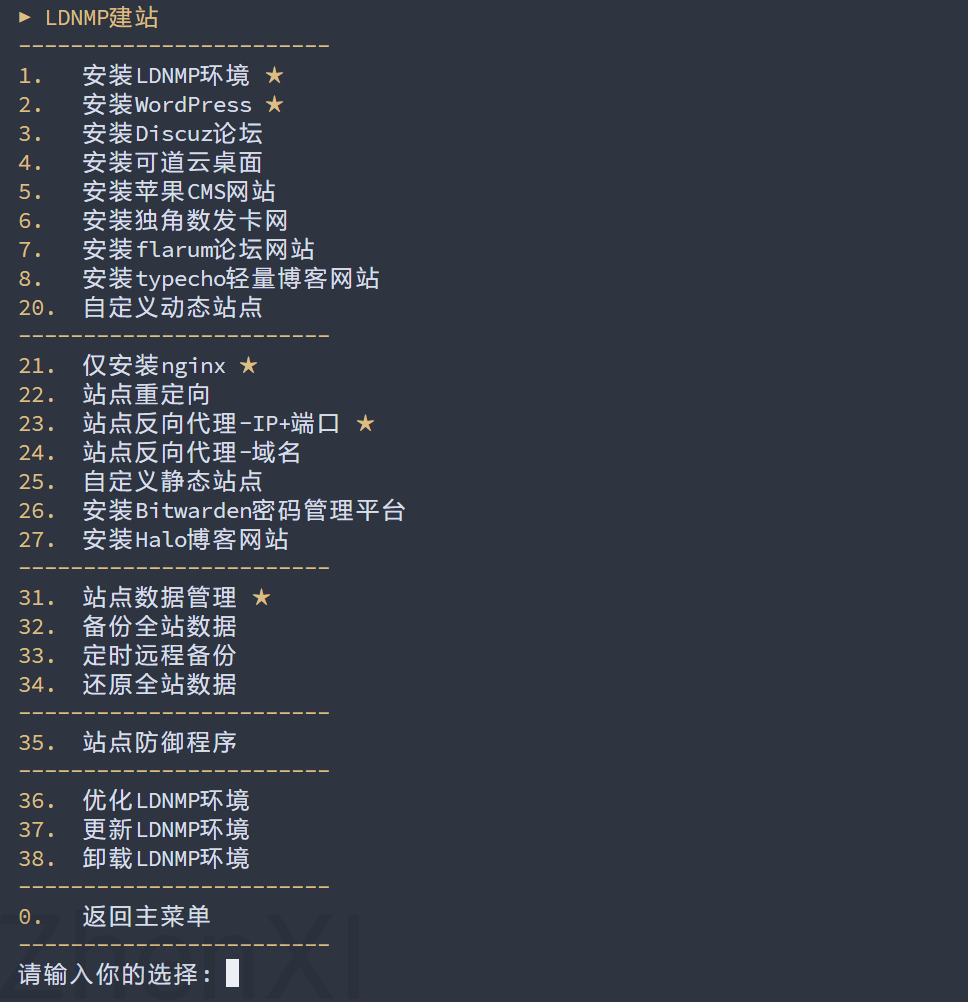 ► LDNMP建站
------------------------
1.   安装LDNMP环境 ★
2.   安装WordPress ★
3.   安装Discuz论坛
4.   安装可道云桌面
5.   安装苹果CMS网站
6.   安装独角数发卡网
7.   安装flarum论坛网站
8.   安装typecho轻量博客网站
20.  自定义动态站点
------------------------
21.  仅安装nginx ★
22.  站点重定向
23.  站点反向代理-IP+端口 ★
24.  站点反向代理-域名
25.  自定义静态站点
26.  安装Bitwarden密码管理平台
27.  安装Halo博客网站
------------------------
31.  站点数据管理 ★
32.  备份全站数据
33.  定时远程备份
34.  还原全站数据
------------------------
35.  站点防御程序
------------------------
36.  优化LDNMP环境
37.  更新LDNMP环境
38.  卸载LDNMP环境
------------------------
0.   返回主菜单
------------------------
请输入你的选择: